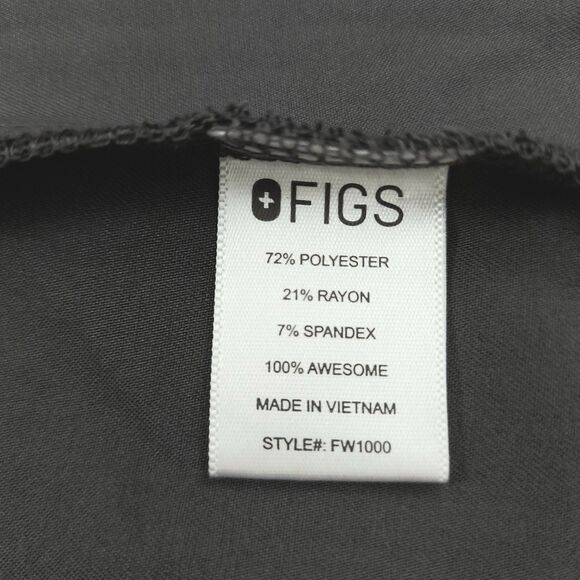 FIGS
72% POLYESTER
21% RAYON
7% SPANDEX
100% AWESOME
MADE IN VIETNAM
STYLE#: FW1000